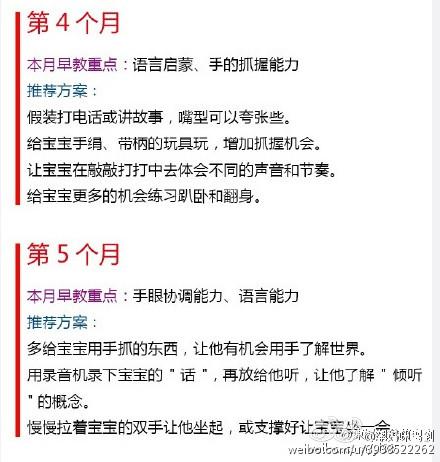 第 4 个月
本月早教重点：语言启蒙、手的抓握能力
推荐方案：
假装打电话或讲故事，嘴型可以夸张些。
给宝宝手绢、带柄的玩具玩，增加抓握机会。
让宝宝在敲敲打打中去体会不同的声音和节奏。
给宝宝更多的机会练习趴卧和翻身。
第 5 个月
本月早教重点：手眼协调能力、语言能力
推荐方案：
多给宝宝用手抓的东西，让他有机会用手了解世界。
用录音机录下宝宝的 " 话 "，再放给他听，让他了解 " 倾听
" 的概念。
慢慢拉着宝宝的双手让他坐起，或支撑好让宝宝坐一会。
weibo.com/u/3908522262